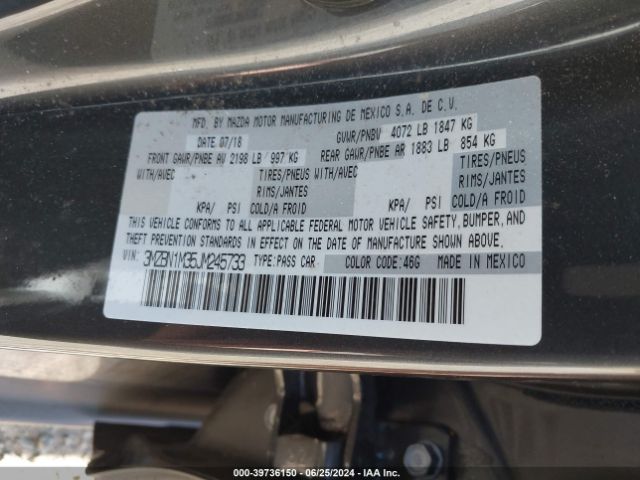 MFD. BY MAZDA MOTOR MANUFACTURING DE MEXICO S.A. DE C.V.
DATE 07/18 GVWR/PNBV 4072 LB 1847 KG
FRONT GAWR/PNBE AV 2198 LB 997 KG REAR GAWR/PNBE AR 1883 LB 854 KG
WITH/AVEC TIRES/PNEUS WITH/AVEC TIRES/PNEUS
RIMS/JANTES RIMS/JANTES
KPA/ PSI COLD/A FROID KPA/ PSI COLD/A FROID
THIS VEHICLE CONFORMS TO ALL APPLICABLE FEDERAL MOTOR VEHICLE SAFETY, BUMPER, AND
THEFT PREVENTION STANDARDS IN EFFECT ON THE DATE OF MANUFACTURE SHOWN ABOVE.
VIN: 3MZBN1M35JM245733 TYPE:PASS CAR COLOR CODE:46G MADE IN MEXICO
000-39736150 - 06/25/2024 - IAA Inc.